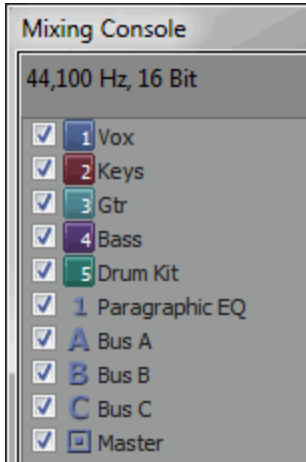 Mixing Console
44,100 Hz, 16 Bit
1 Vox
2 Keys
3 Gtr
4 Bass
5 Drum Kit
1 Paragraphic EQ
A Bus A
B Bus B
C Bus C
Master